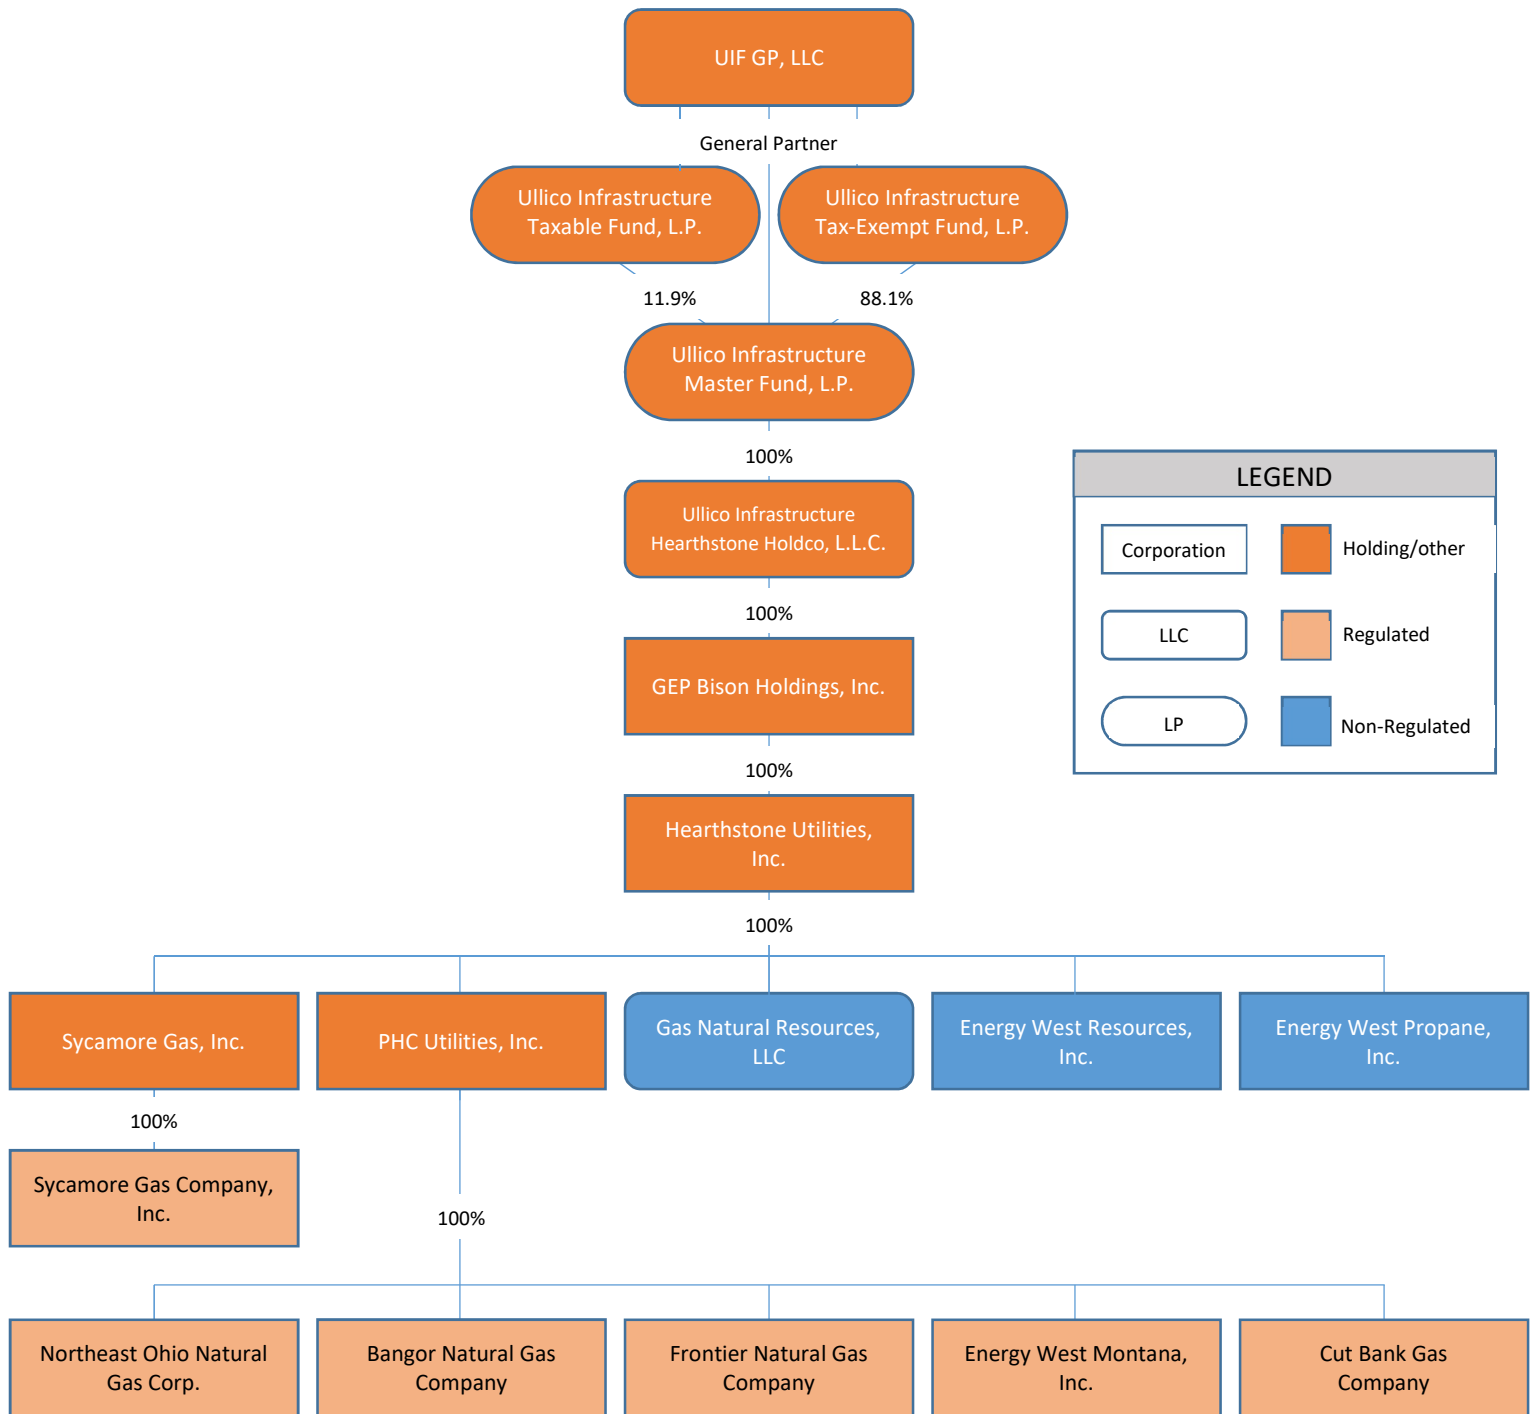 UIF GP, LLC
General Partner
Ullico Infrastructure
Taxable Fund, L.P.
Ullico Infrastructure
Tax-Exempt Fund, L.P.
11.9%
88.1%
Ullico Infrastructure
Master Fund, L.P.
100%
Ullico Infrastructure
Hearthstone Holdco, L.L.C.
100%
GEP Bison Holdings, Inc.
100%
Hearthstone Utilities,
Inc.
100%
LEGEND
Corporation
Holding/other
LLC
Regulated
LP
Non-Regulated
Sycamore Gas, Inc.
PHC Utilities, Inc.
Gas Natural Resources,
LLC
Energy West Resources,
Inc.
Energy West Propane,
Inc.
100%
Sycamore Gas Company,
Inc.
100%
Northeast Ohio Natural
Gas Corp.
Bangor Natural Gas
Company
Frontier Natural Gas
Company
Energy West Montana,
Inc.
Cut Bank Gas
Company